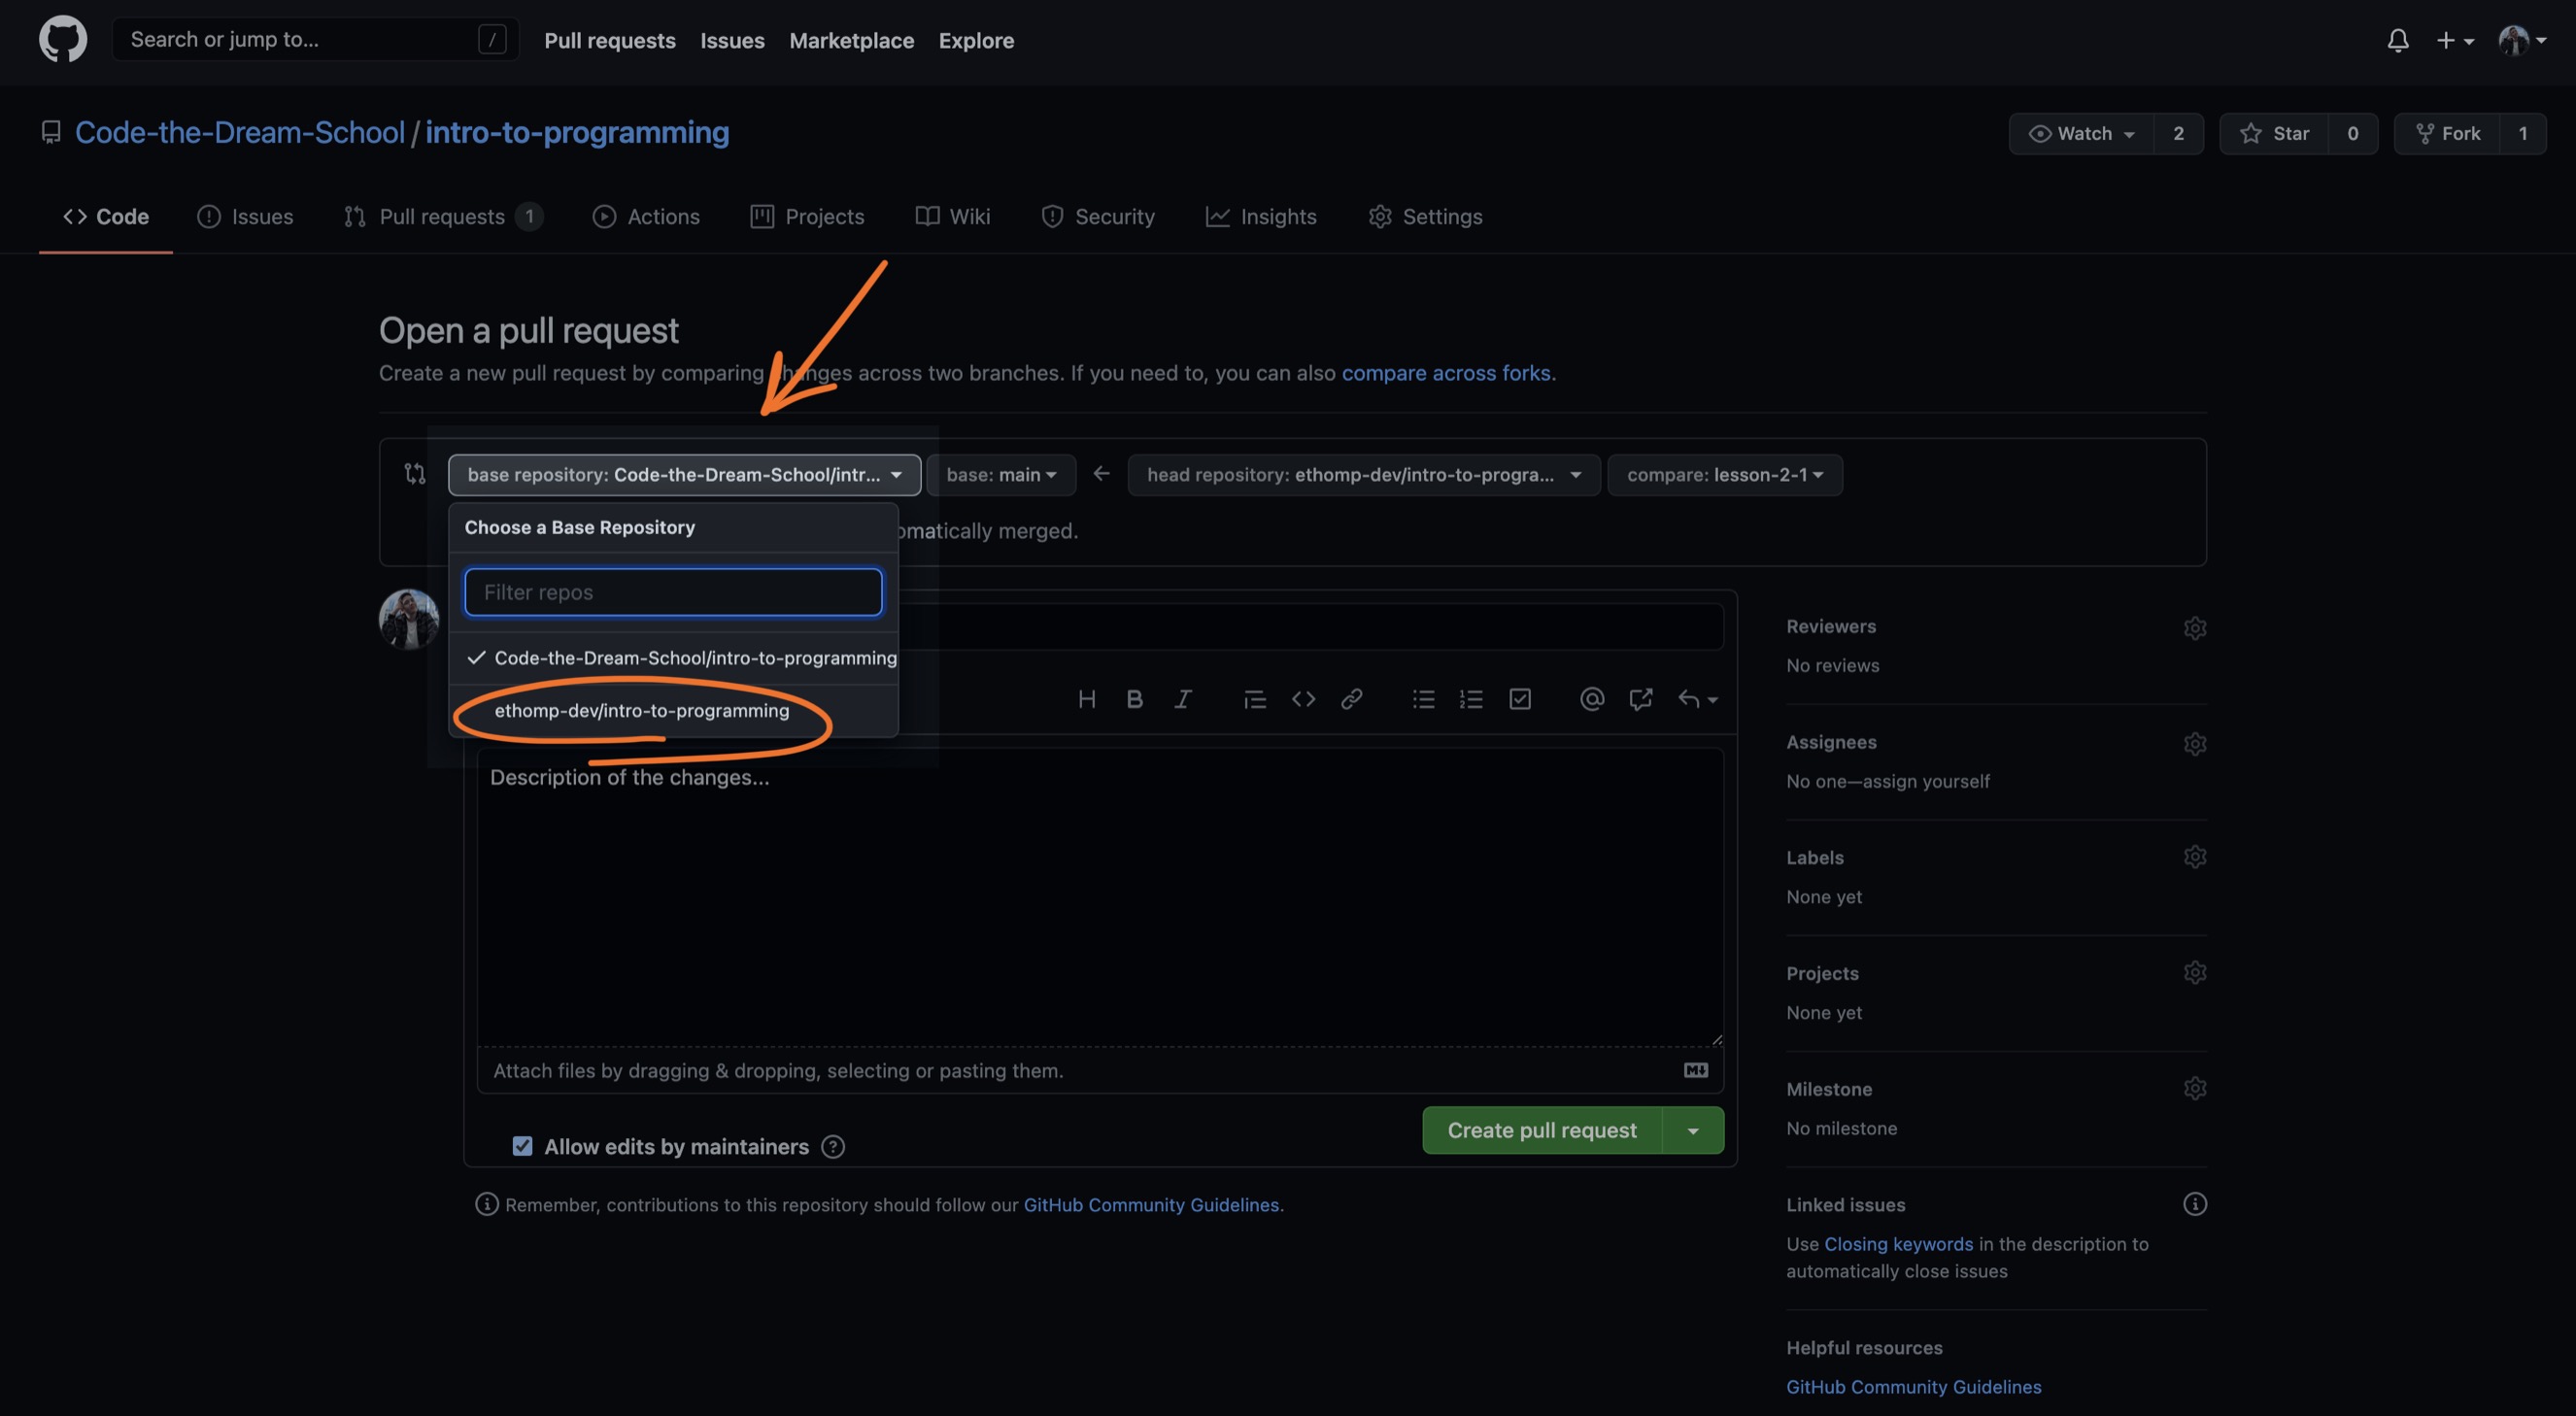 Search or jump to... /
Pull requests Issues Marketplace Explore
Code-the-Dream-School / intro-to-programming
Watch 2 Star 0 Fork 1
Code Issues Pull requests 1 Actions Projects Wiki Security Insights Settings
Open a pull request
Create a new pull request by comparing changes across two branches. If you need to, you can also compare across forks.
base repository: Code-the-Dream-School/intr... base: main head repository: ethomp-dev/intro-to-progra... compare: lesson-2-1
Choose a Base Repository
omatically merged.
Filter repos
Code-the-Dream-School/intro-to-programming
ethomp-dev/intro-to-programming
Description of the changes...
Attach files by dragging & dropping, selecting or pasting them.
Allow edits by maintainers
Create pull request
Remember, contributions to this repository should follow our GitHub Community Guidelines.
Reviewers
No reviews
Assignees
No one—assign yourself
Labels
None yet
Projects
None yet
Milestone
No milestone
Linked issues
Use Closing keywords in the description to
automatically close issues
Helpful resources
GitHub Community Guidelines